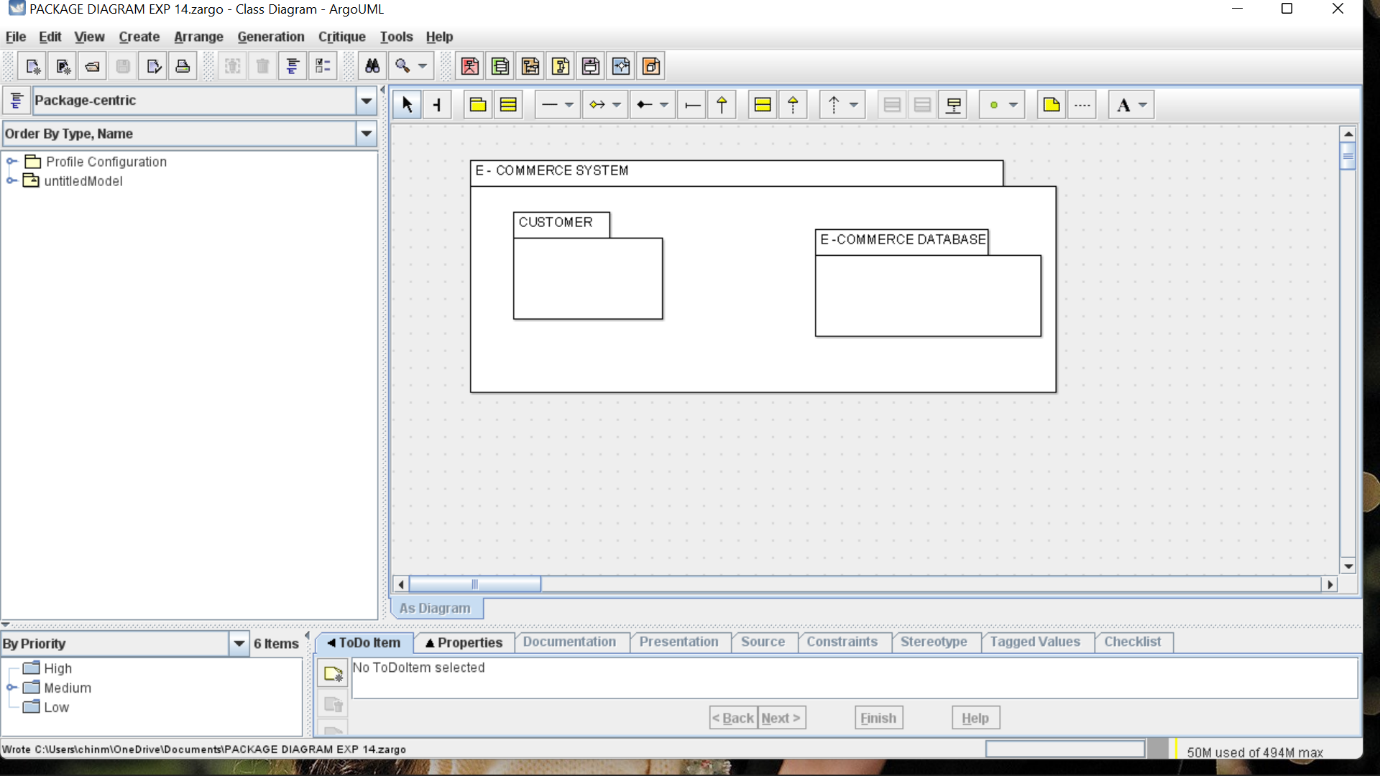 PACKAGE DIAGRAM EXP 14.zargo - Class Diagram - ArgoUML
File Edit View Create Arrange Generation Critique Tools Help
Package-centric
Order By Type, Name
Profile Configuration
untitledModel
E - COMMERCE SYSTEM
CUSTOMER
E -COMMERCE DATABASE
A
As Diagram
By Priority
6 Items
High
Medium
Low
ToDo Item Properties Documentation Presentation Source Constraints Stereotype Tagged Values Checklist
No ToDoItem selected
< Back Next > Finish Help
Wrote C:\Users\chinm\OneDrive\Documents\PACKAGE DIAGRAM EXP 14.zargo
50M used of 494M max